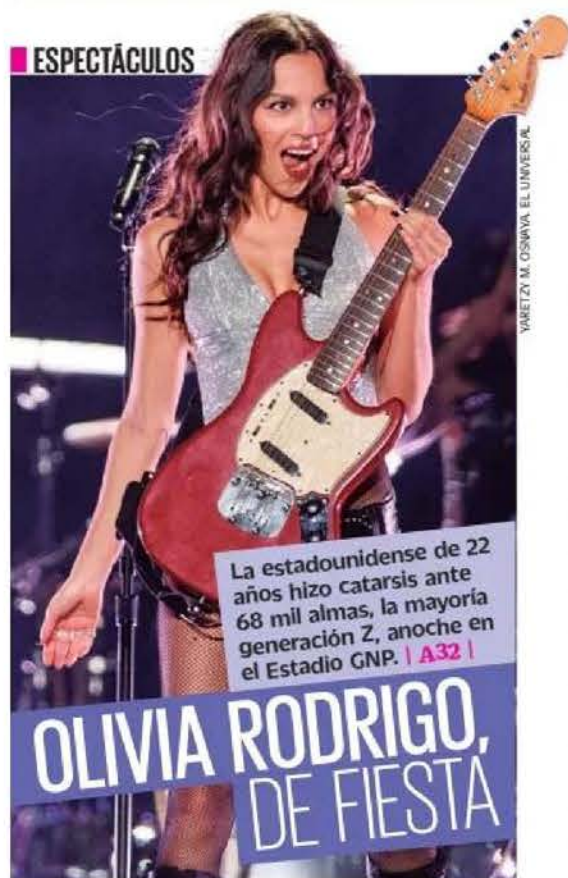 ESPECTÁCULOS
YARETZY M. OSNAYA. EL UNIVERSAL
La estadounidense de 22
años hizo catarsis ante
68 mil almas, la mayoría
generación Z, anoche en
el Estadio GNP. | A32 |
OLIVIA RODRIGO,
DE FIESTA